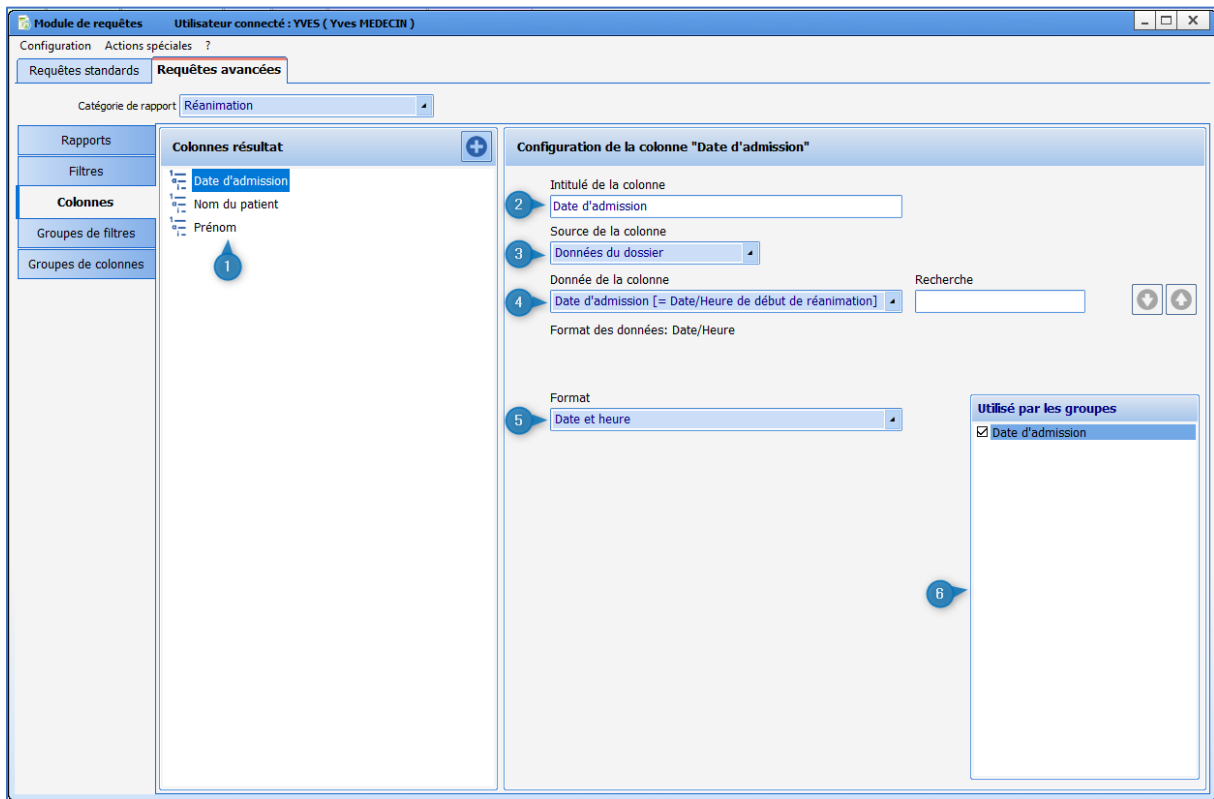 Module de requêtes Utilisateur connecté : YVES ( Yves MEDECIN )
Configuration Actions spéciales ?
Requêtes standards Requêtes avancées
Catégorie de rapport Réanimation
Rapports
Filtres
Colonnes
Groupes de filtres
Groupes de colonnes
Colonnes résultat
Date d'admission
Nom du patient
Prénom
1
Configuration de la colonne "Date d'admission"
Intitulé de la colonne
2 Date d'admission
Source de la colonne
3 Données du dossier
Donnée de la colonne Recherche
4 Date d'admission [= Date/Heure de début de réanimation]
Format des données: Date/Heure
Format
5 Date et heure
Utilisé par les groupes
Date d'admission
6